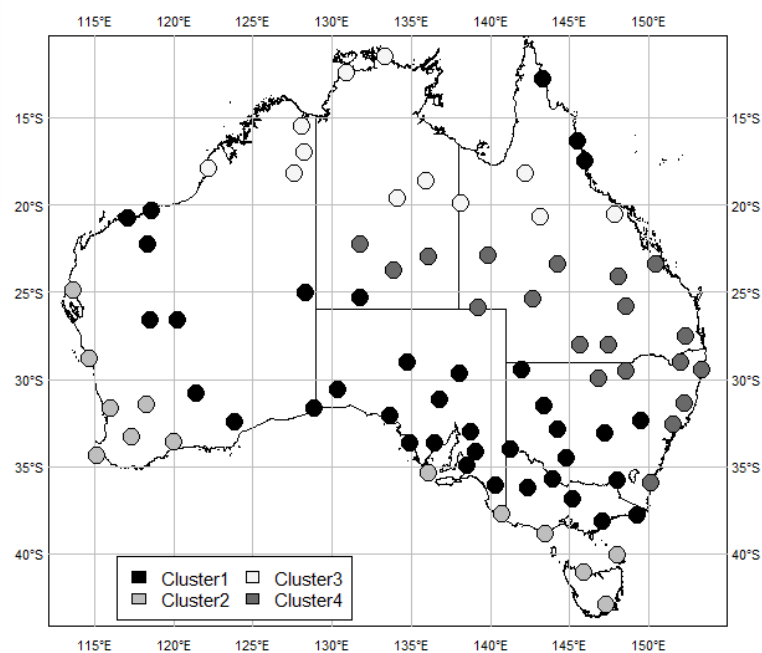 115°E 120°E 125°E 130°E 135°E 140°E 145°E 150°E
15°S 15°S
20°S 20°S
25°S 25°S
30°S 30°S
35°S 35°S
40°S 40°S
Cluster1 Cluster3
Cluster2 Cluster4
115°E 120°E 125°E 130°E 135°E 140°E 145°E 150°E